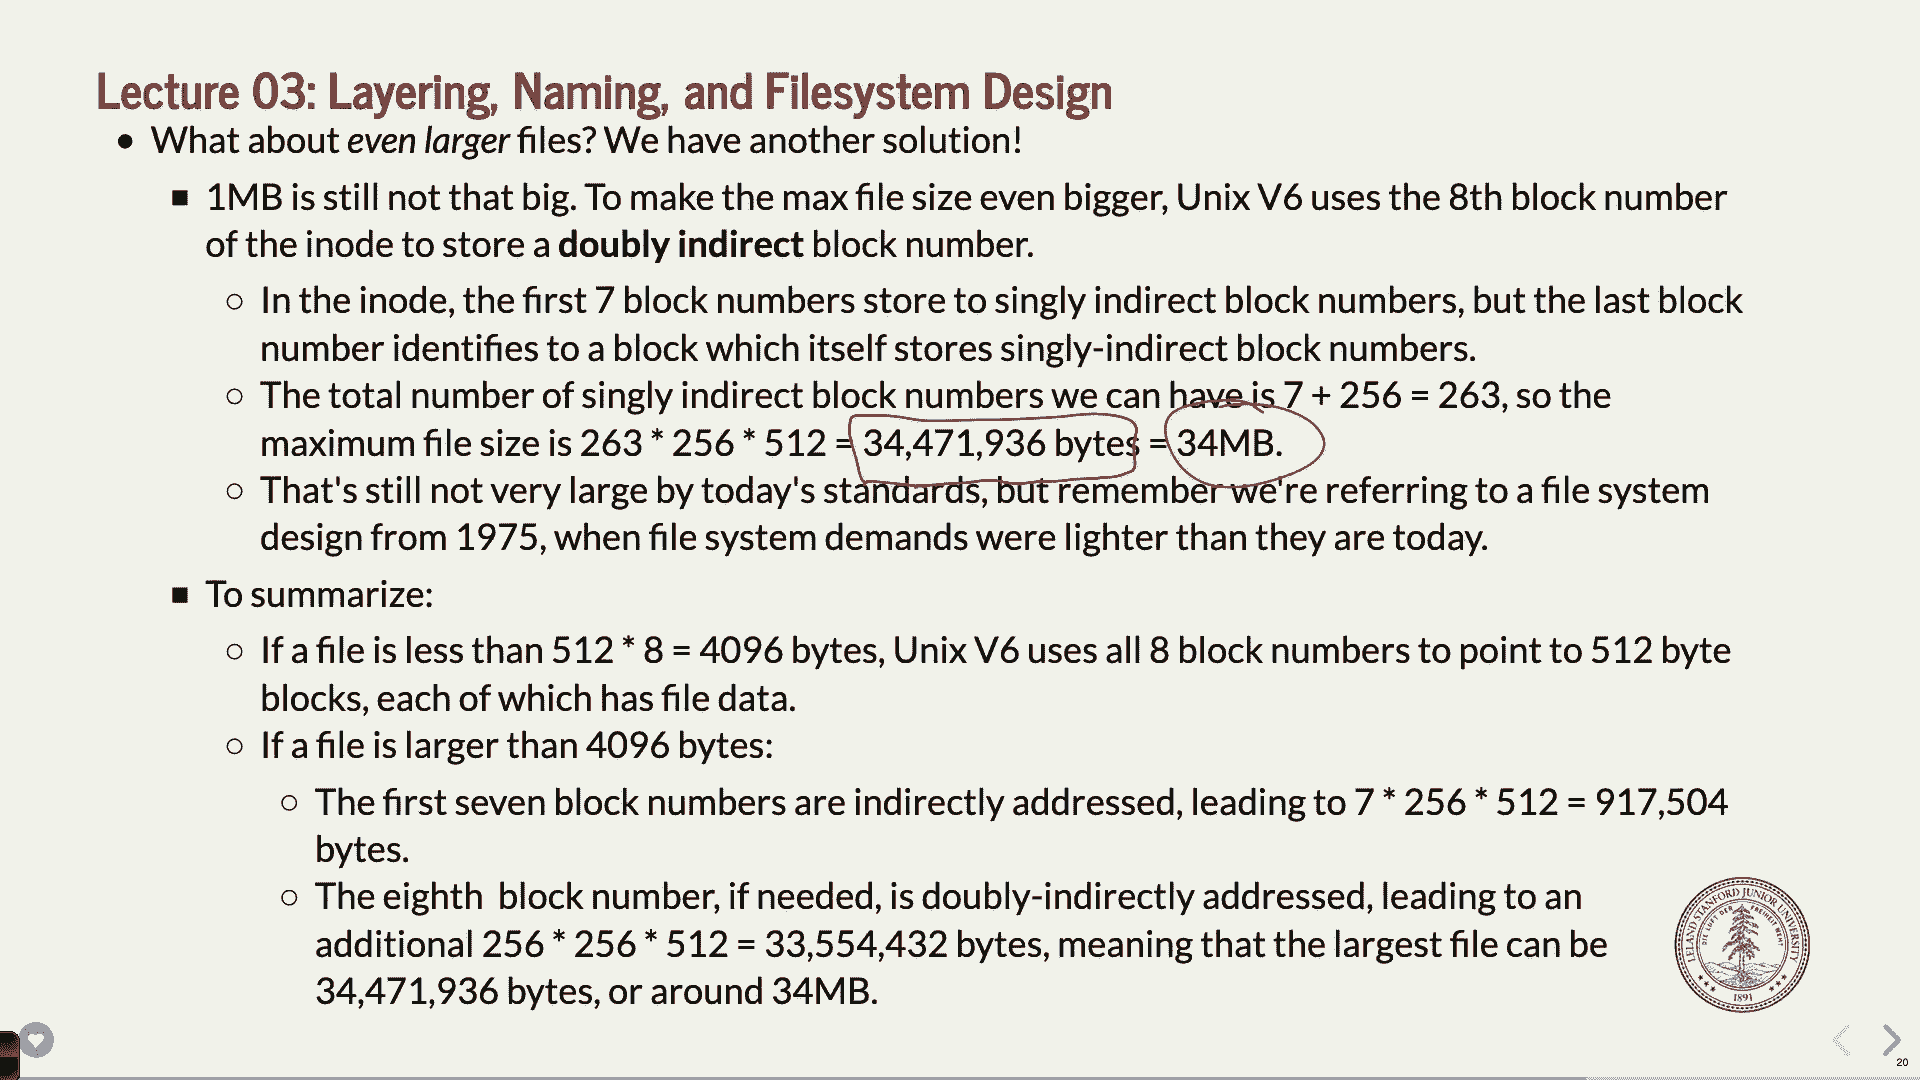 Lecture 03: Layering, Naming, and Filesystem Design
• What about even larger files? We have another solution!
■ 1MB is still not that big. To make the max file size even bigger, Unix V6 uses the 8th block number
of the inode to store a doubly indirect block number.
○ In the inode, the first 7 block numbers store to singly indirect block numbers, but the last block
number identifies to a block which itself stores singly-indirect block numbers.
○ The total number of singly indirect block numbers we can have is 7 + 256 = 263, so the
maximum file size is 263 * 256 * 512 = 34,471,936 bytes = 34MB.
○ That's still not very large by today's standards, but remember we're referring to a file system
design from 1975, when file system demands were lighter than they are today.
■ To summarize:
○ If a file is less than 512 * 8 = 4096 bytes, Unix V6 uses all 8 block numbers to point to 512 byte
blocks, each of which has file data.
○ If a file is larger than 4096 bytes:
○ The first seven block numbers are indirectly addressed, leading to 7 * 256 * 512 = 917,504
bytes.
○ The eighth  block number, if needed, is doubly-indirectly addressed, leading to an
additional 256 * 256 * 512 = 33,554,432 bytes, meaning that the largest file can be
34,471,936 bytes, or around 34MB.
LELAND STANFORD JUNIOR UNIVERSITY
DIE LUFT DER FREIHEIT WEHT
1891
20